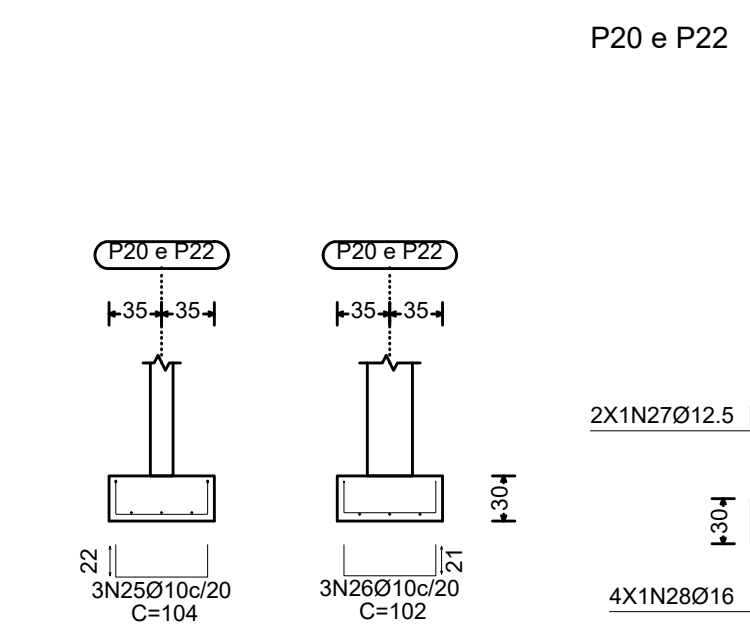 P20 e P22
P20 e P22
P20 e P22
35 35
35 35
2X1N27Ø12.5
30
30
22
21
3N25Ø10c/20
C=104
3N26Ø10c/20
C=102
4X1N28Ø16